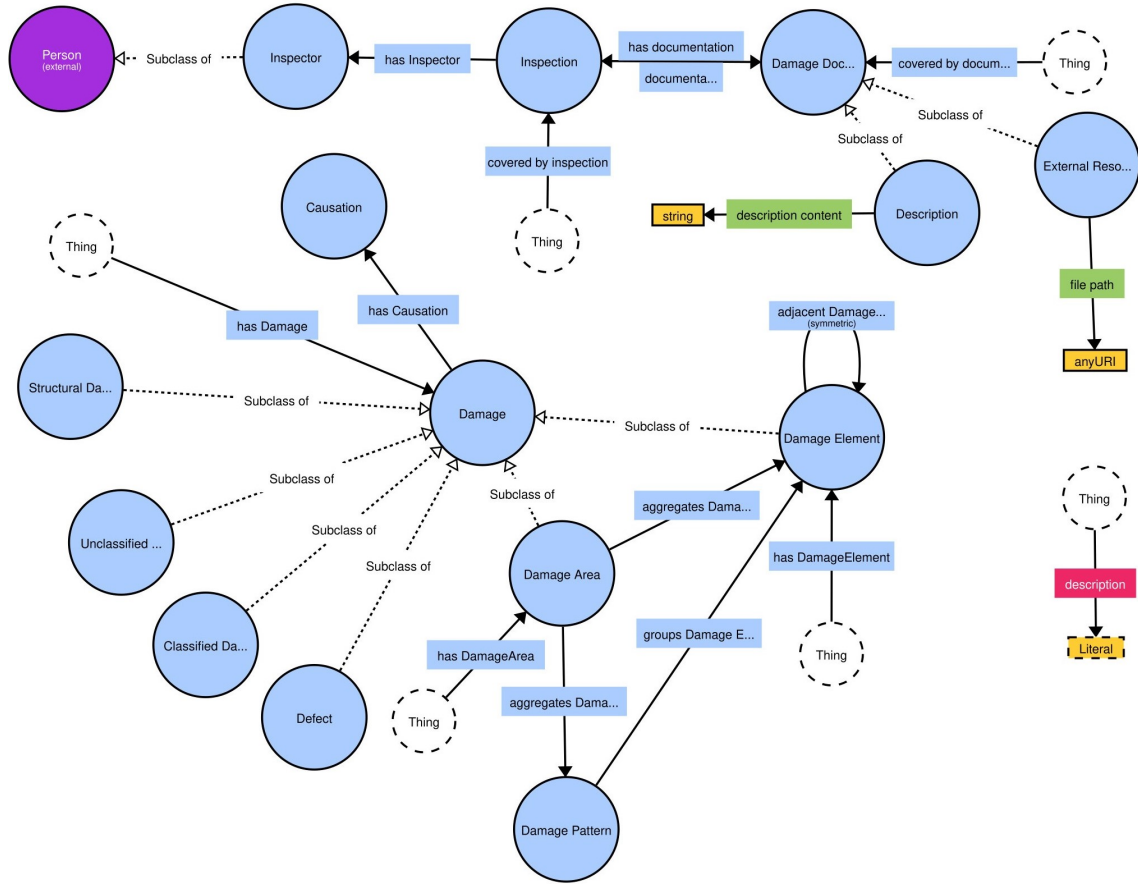 Person
(external)
Subclass of
Inspector
has Inspector
Inspection
has documentation
documenta...
Damage Doc...
covered by docum...
Thing
Subclass of
Subclass of
External Reso...
covered by inspection
Causation
string
description content
Description
Thing
Thing
file path
has Causation
has Damage
adjacent Damage...
(symmetric)
anyURI
Structural Da...
Subclass of
Damage
Subclass of
Damage Element
Subclass of
Subclass of
aggregates Dama...
Thing
Unclassified ...
Subclass of
Subclass of
Damage Area
has DamageElement
description
groups Damage E...
Classified Da...
has DamageArea
Thing
Literal
Defect
Thing
aggregates Dama...
Damage Pattern